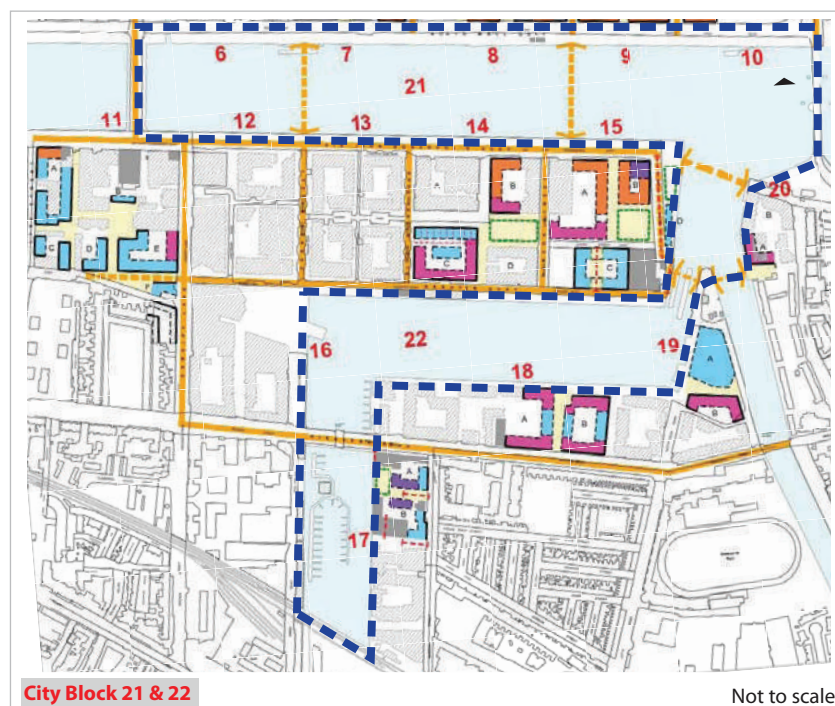 6 7 8 9 10
21
11 12 13 14 15
A A B A B
20
B
D A
C D E C D C
F
16 22 19
18 A
A B B
A
B
17
City Block 21 & 22
Not to scale